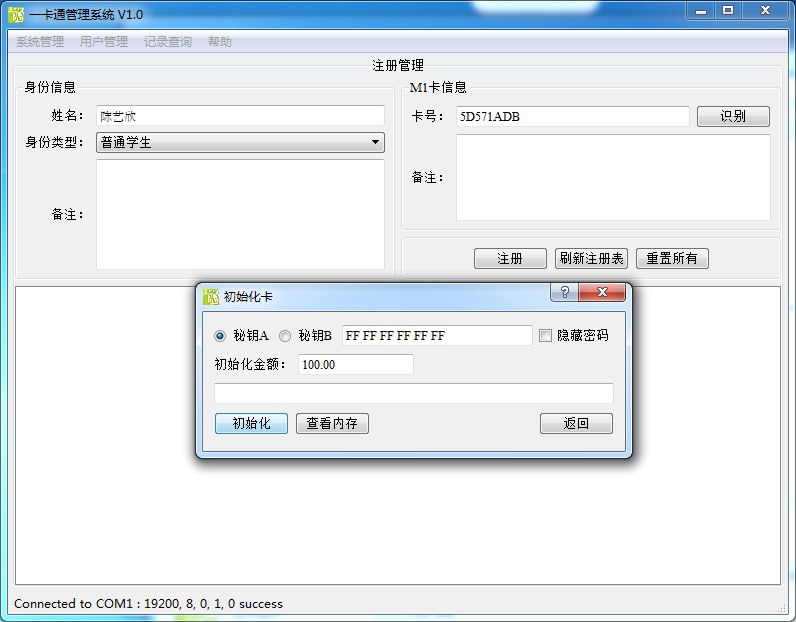 一卡通管理系统 V1.0
系统管理 用户管理 记录查询 帮助
注册管理
身份信息
姓名： 陈艺欣
身份类型： 普通学生
备注：
M1卡信息
卡号： 5D571ADB 识别
备注：
注册 刷新注册表 重置所有
初始化卡
秘钥A 秘钥B FF FF FF FF FF FF 隐藏密码
初始化金额： 100.00
初始化 查看内存 返回
Connected to COM1 : 19200, 8, 0, 1, 0 success